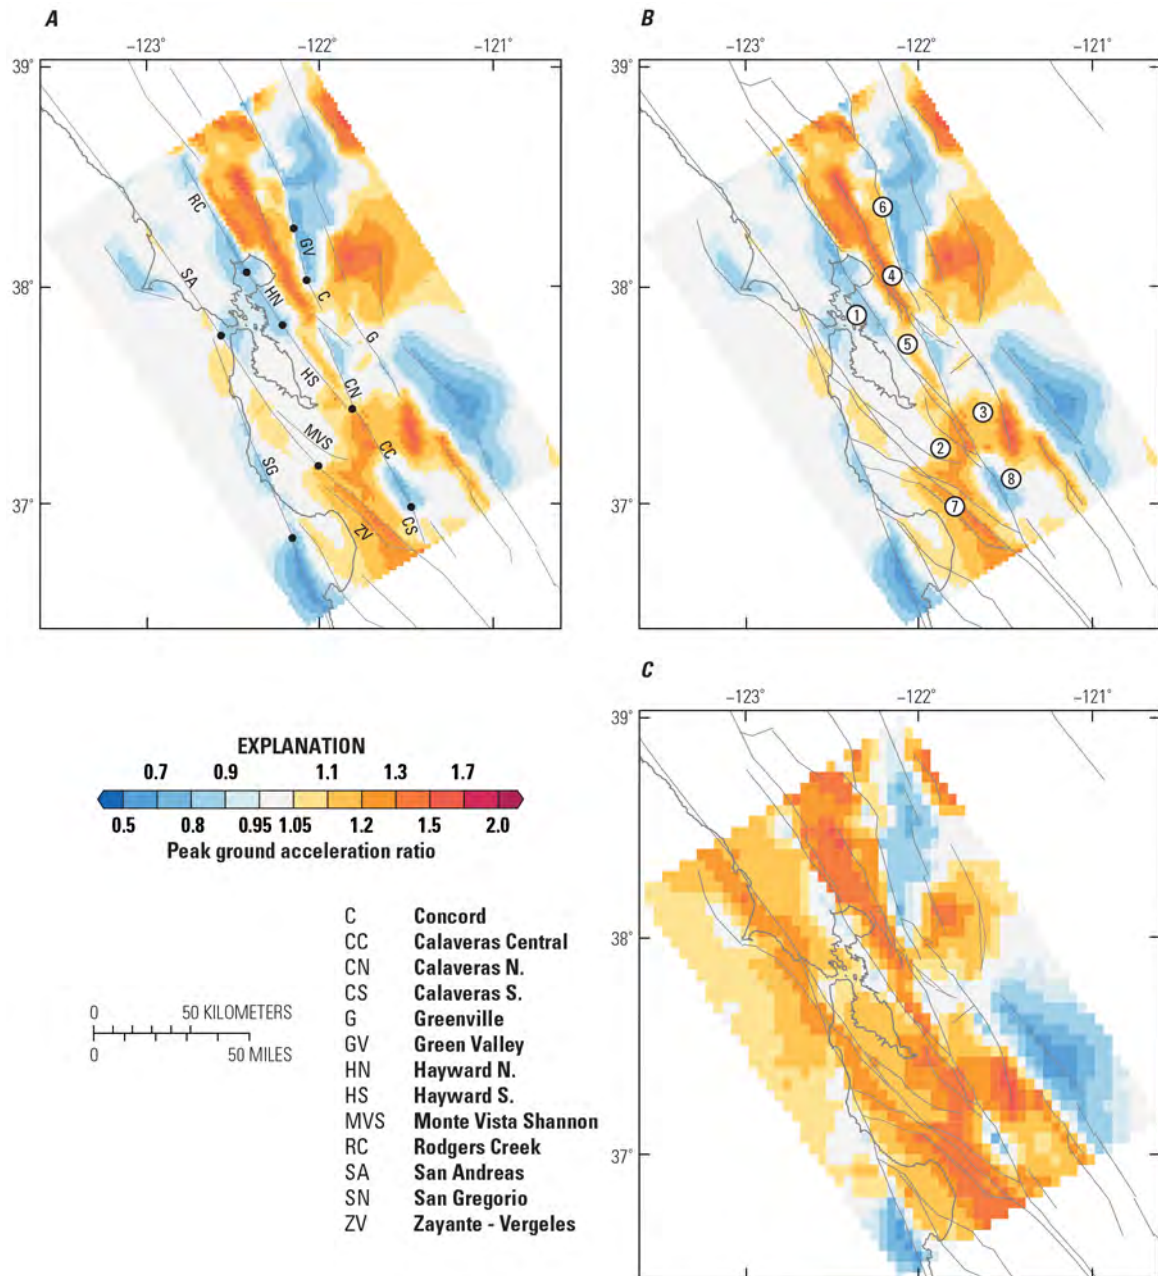 A
B
−123
−122
−121
−123
−122
−121
39°
39°
RC
GV
6
SA
HN
C
4
38°
38°
G
1
5
HS
CN
3
MVS
CC
2
SG
8
37°
37°
7
ZV
CS
C
−123
−122
−121
39°
EXPLANATION
0.7 0.9 1.1 1.3 1.7
0.5 0.8 0.95 1.05 1.2 1.5 2.0
Peak ground acceleration ratio
C Concord
38°
CC Calaveras Central
CN Calaveras N.
CS Calaveras S.
0 50 KILOMETERS
G Greenville
0 50 MILES
GV Green Valley
HN Hayward N.
HS Hayward S.
MVS Monte Vista Shannon
RC Rodgers Creek
37°
SA San Andreas
SN San Gregorio
ZV Zayante - Vergeles